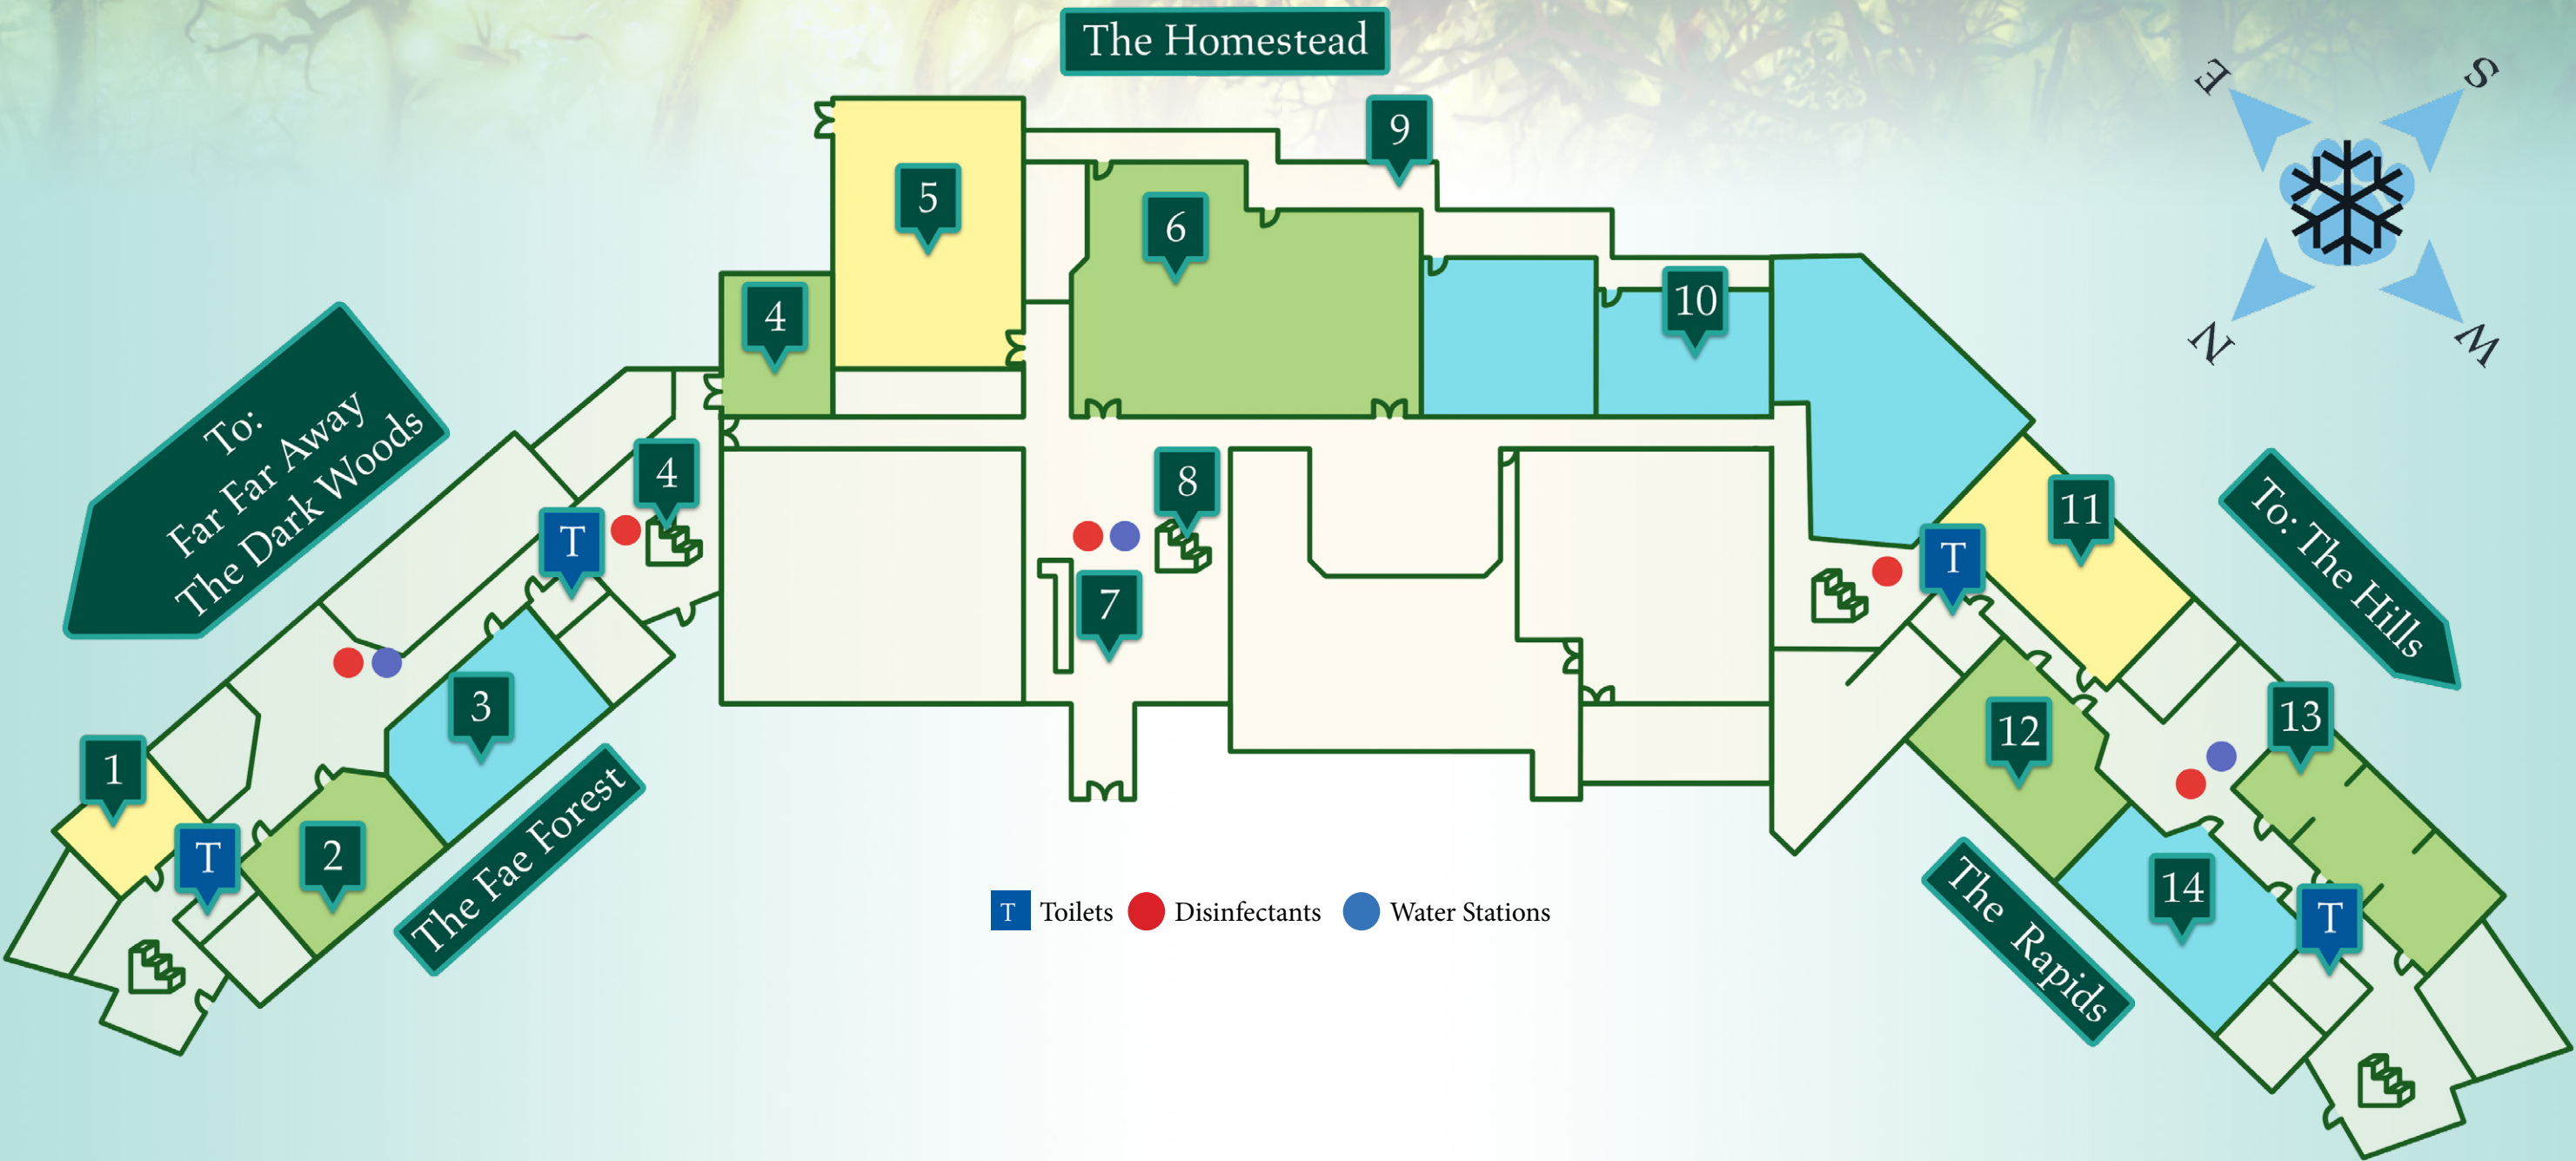 The Homestead
E
S
N
W
9
5
6
4
10
To:
Far Far Away
The Dark Woods
4
8
11
T
T
To: The Hills
7
3
13
12
1
The Fae Forest
T
2
14
T
The Rapids
T Toilets Disinfectants Water Stations